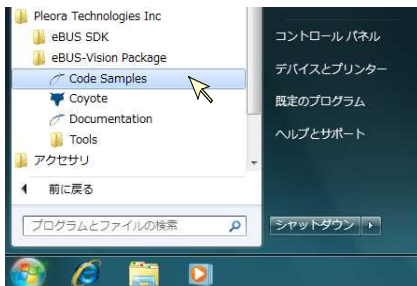 Pleora Technologies Inc
eBUS SDK
eBUS-Vision Package
Code Samples
Coyote
Documentation
Tools
アクセサリ
前に戻る
プログラムとファイルの検索
コントロール パネル
デバイスとプリンター
既定のプログラム
ヘルプとサポート
シャットダウン